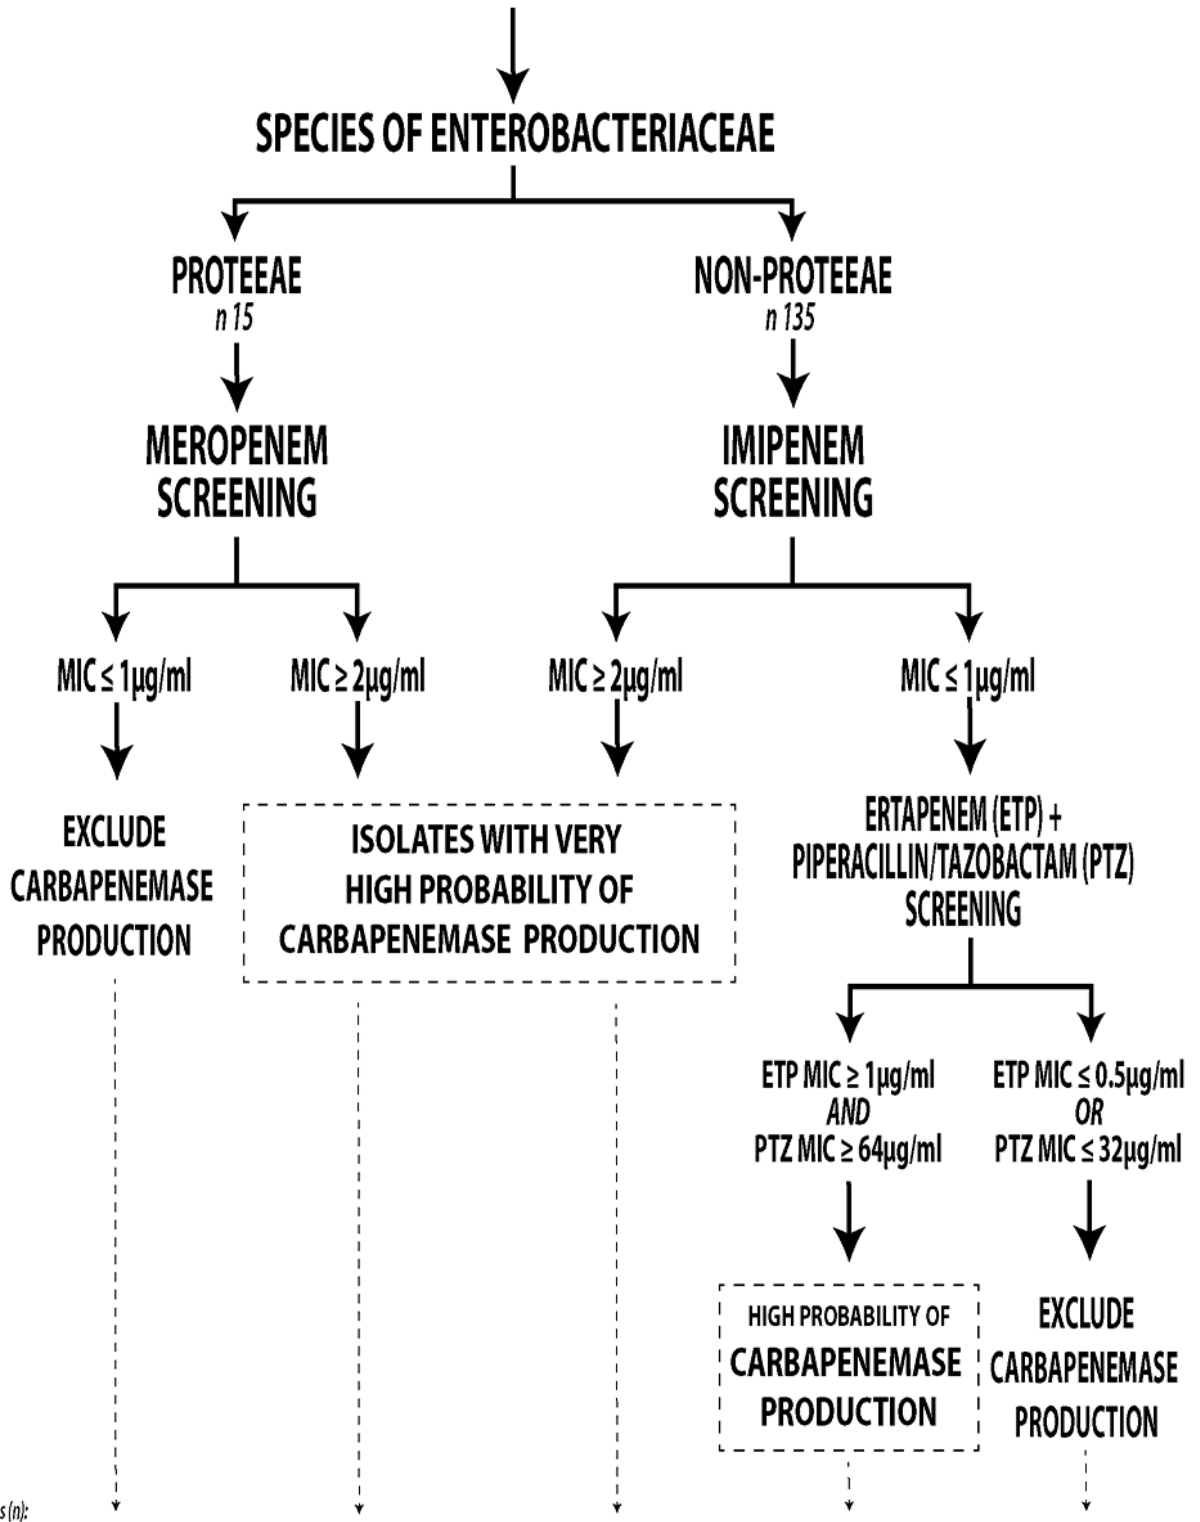 SPECIES OF ENTEROBACTERIACEAE
PROTEEAE
n 15
NON-PROTEEAE
n 135
MEROPENEM
SCREENING
IMIPENEM
SCREENING
MIC ≤ 1µg/ml
MIC ≥ 2µg/ml
MIC ≥ 2µg/ml
MIC ≤ 1µg/ml
EXCLUDE
CARBAPENEMASE
PRODUCTION
ISOLATES WITH VERY
HIGH PROBABILITY OF
CARBAPENEMASE PRODUCTION
ERTAPENEM (ETP) +
PIPERACILLIN/TAZOBACTAM (PTZ)
SCREENING
ETP MIC ≥ 1µg/ml
AND
PTZ MIC ≥ 64µg/ml
ETP MIC ≤ 0.5µg/ml
OR
PTZ MIC ≤ 32µg/ml
HIGH PROBABILITY OF
CARBAPENEMASE
PRODUCTION
EXCLUDE
CARBAPENEMASE
PRODUCTION
s (n):